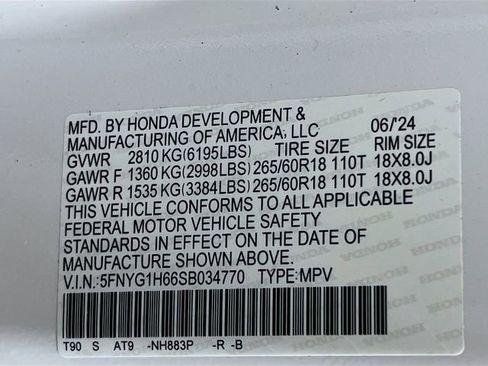 MFD. BY HONDA DEVELOPMENT &
MANUFACTURING OF AMERICA, LLC 06/'24
GVWR 2810 KG(6195LBS) TIRE SIZE RIM SIZE
GAWR F 1360 KG(2998LBS) 265/60R18 110T 18X8.0J
GAWR R 1535 KG(3384LBS) 265/60R18 110T 18X8.0J
THIS VEHICLE CONFORMS TO ALL APPLICABLE
FEDERAL MOTOR VEHICLE SAFETY
STANDARDS IN EFFECT ON THE DATE OF
MANUFACTURE SHOWN ABOVE.
V.I.N.:5FNYG1H66SB034770 TYPE:MPV
T90 S AT9 -NH883P -R -B